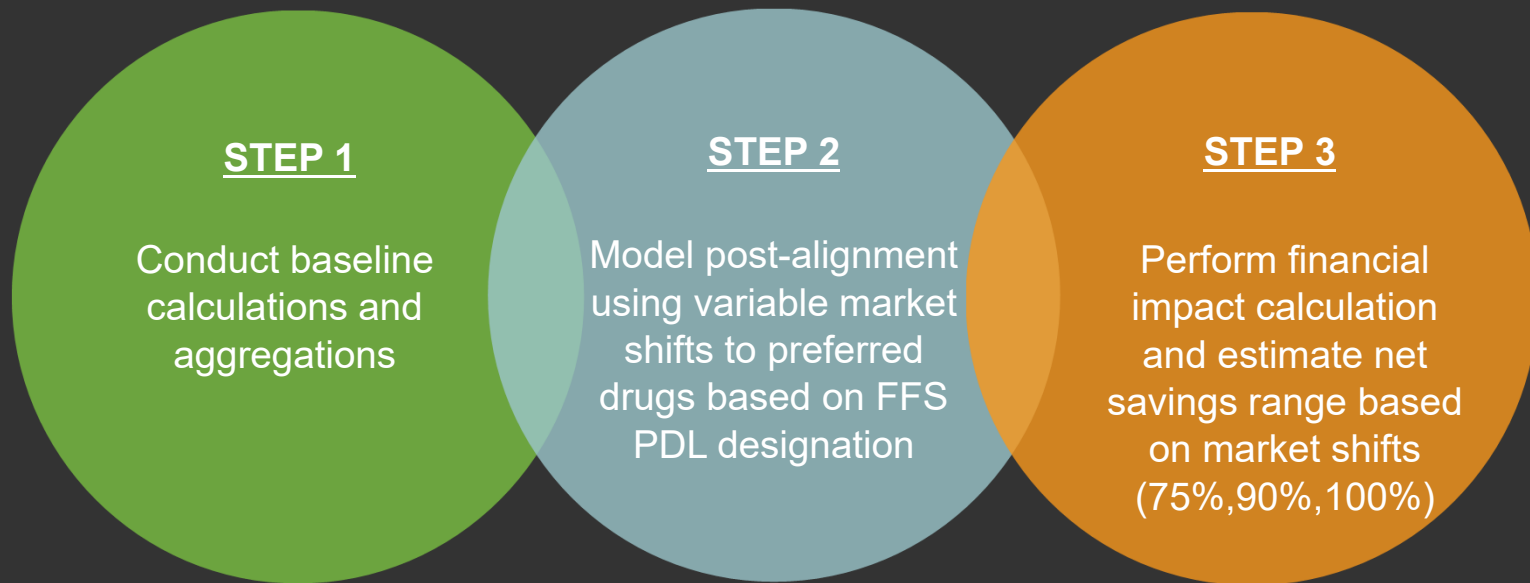 STEP 1
Conduct baseline
calculations and
aggregations
STEP 2
Model post-alignment
using variable market
shifts to preferred
drugs based on FFS
PDL designation
STEP 3
Perform financial
impact calculation
and estimate net
savings range based
on market shifts
(75%,90%,100%)